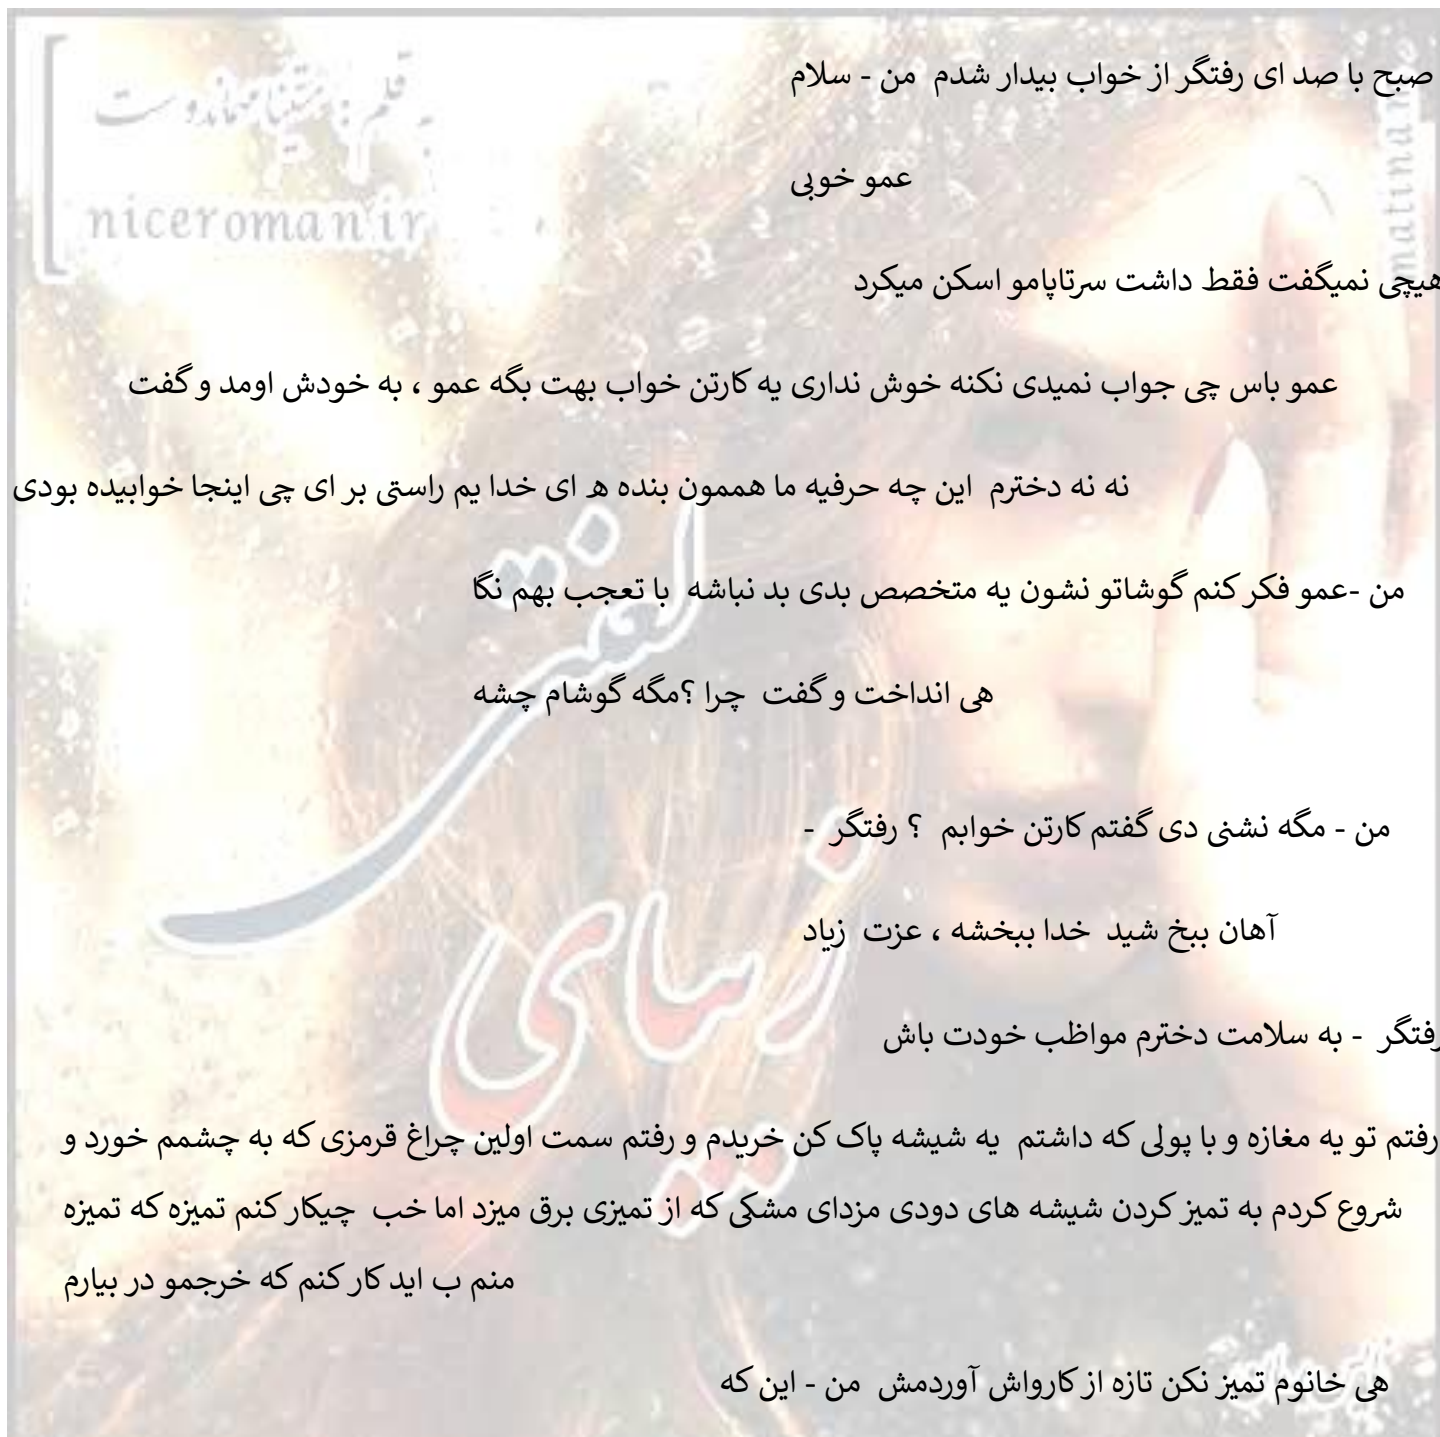 صبح با صد ای رفتگر از خواب بیدار شدم من - سلام
عمو خوبی
هیچی نمیگفت فقط داشت سرتاپامو اسکن میکرد
عمو باس چی جواب نمیدی نکنه خوش نداری یه کارتن خواب بهت بگه عمو ، به خودش اومد و گفت
نه نه دخترم این چه حرفیه ما هممون بنده ه ای خدا یم راستی بر ای چی اینجا خوابیده بودی
من -عمو فکر کنم گوشاتو نشون یه متخصص بدی بد نباشه با تعجب بهم نگا
هی انداخت و گفت چرا ؟مگه گوشام چشه
من - مگه نشنی دی گفتم کارتن خوابم ؟ رفتگر -
آهان ببخ شید خدا ببخشه ، عزت زیاد
رفتگر - به سلامت دخترم مواظب خودت باش
رفتم تو یه مغازه و با پولی که داشتم یه شیشه پاک کن خریدم و رفتم سمت اولین چراغ قرمزی که به چشمم خورد و
شروع کردم به تمیز کردن شیشه های دودی مزدای مشکی که از تمیزی برق میزد اما خب چیکار کنم تمیزه که تمیزه
منم ب اید کار کنم که خرجمو در بیارم
هی خانوم تمیز نکن تازه از کارواش آوردمش من - این که
به قلم :
niceroman.ir
matina
لعنتی
زیبای